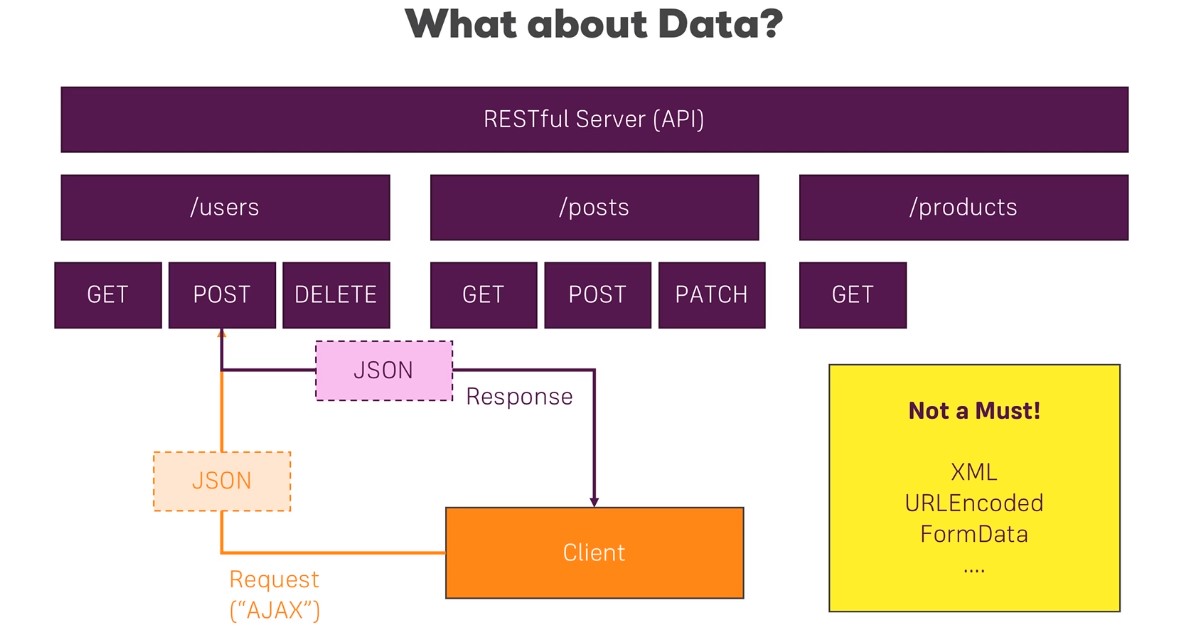 What about Data?
RESTful Server (API)
/users
/posts
/products
GET
POST
DELETE
GET
POST
PATCH
GET
JSON
Response
JSON
Request
(“AJAX”)
Client
Not a Must!
XML
URLEncoded
FormData
....